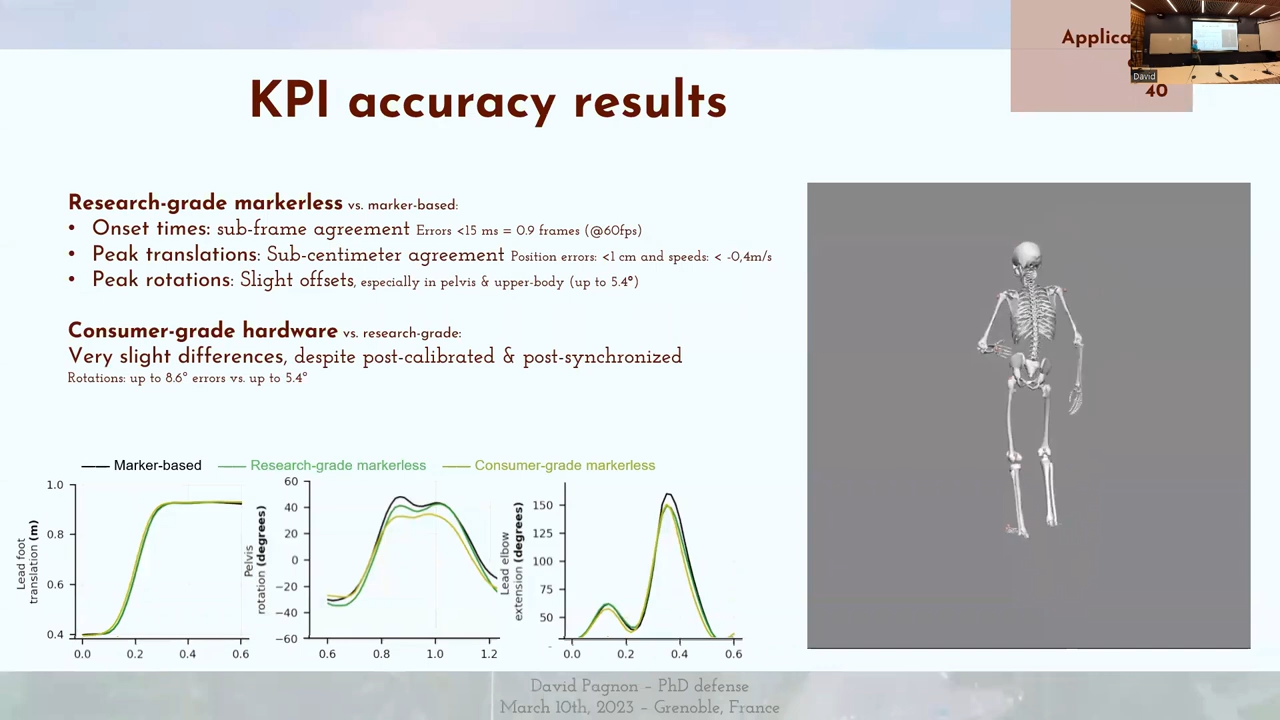 Applica
David
40
KPI accuracy results
Research-grade markerless vs. marker-based:
• Onset times: sub-frame agreement Errors <15 ms = 0.9 frames (@60fps)
• Peak translations: Sub-centimeter agreement Position errors: <1 cm and speeds: < -0,4m/s
• Peak rotations: Slight offsets, especially in pelvis & upper-body (up to 5.4°)
Consumer-grade hardware vs. research-grade:
Very slight differences, despite post-calibrated & post-synchronized
Rotations: up to 8.6° errors vs. up to 5.4°
Marker-based Research-grade markerless Consumer-grade markerless
Lead foot
translation (m)
1.0
0.8
0.6
0.4
0.0 0.2 0.4 0.6
Pelvis
rotation (degrees)
60
40
20
0
−20
−40
−60
0.6 0.8 1.0 1.2
Lead elbow
extension (degrees)
150
125
100
75
50
0.0 0.2 0.4 0.6
David Pagnon – PhD defense
March 10th, 2023 – Grenoble, France